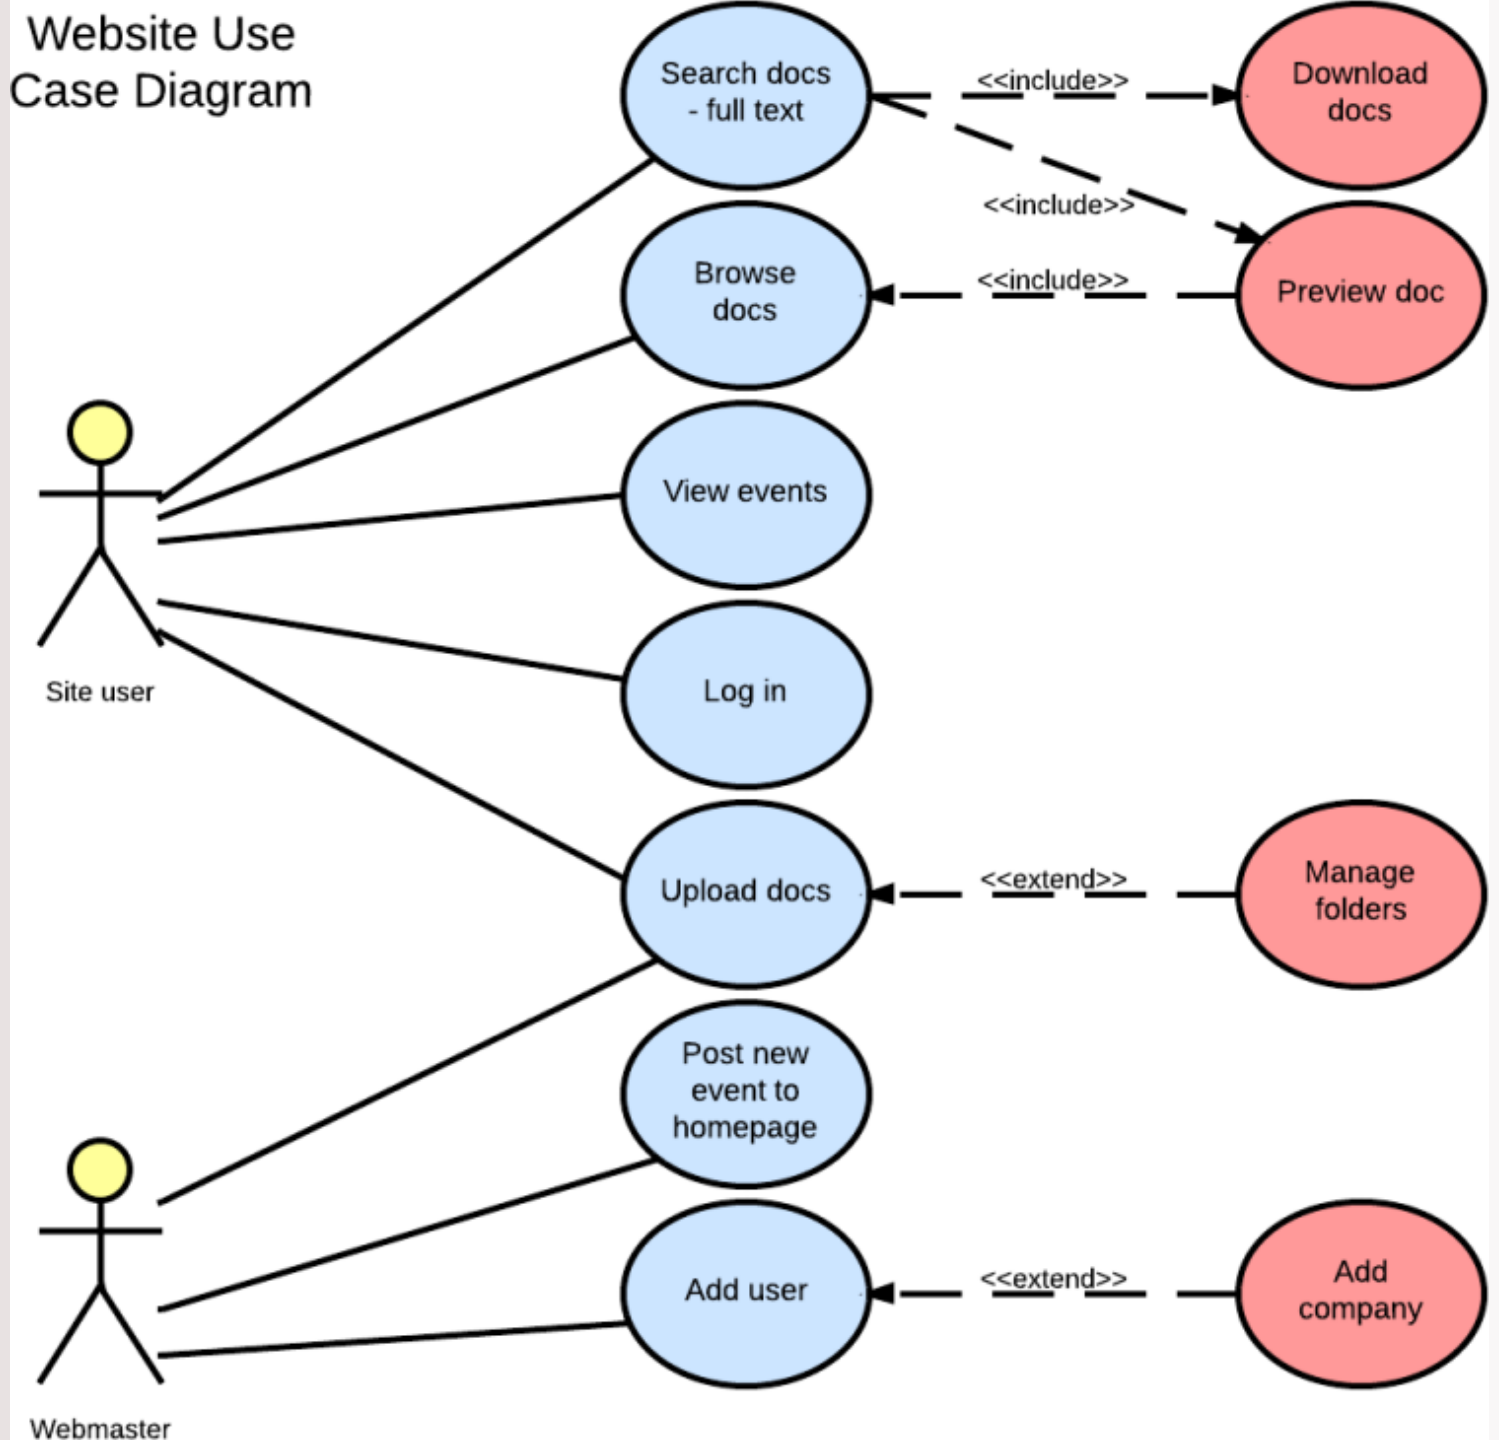 Website Use
Case Diagram
Search docs
- full text
<<include>>
Download
docs
<<include>>
Browse
docs
<<include>>
Preview doc
View events
Site user
Log in
Upload docs
<<extend>>
Manage
folders
Post new
event to
homepage
Add user
<<extend>>
Add
company
Webmaster